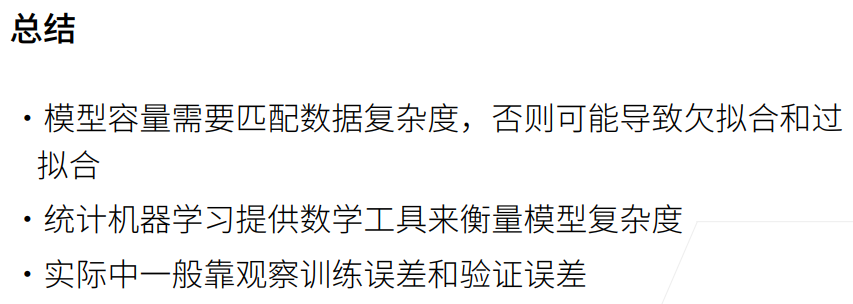 总结
• 模型容量需要匹配数据复杂度，否则可能导致欠拟合和过
拟合
• 统计机器学习提供数学工具来衡量模型复杂度
• 实际中一般靠观察训练误差和验证误差